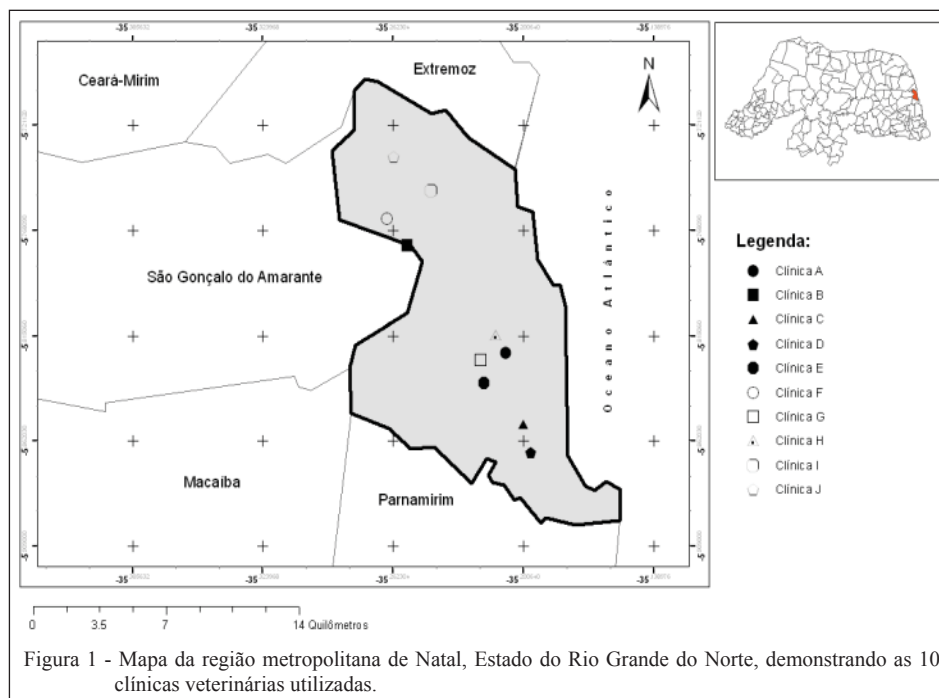 Ceará-Mirim
Extremoz
N
São Gonçalo do Amarante
Oceano Atlántico
Macaíba
Parnamirim
Legenda:
Clínica A
Clínica B
Clínica C
Clínica D
Clínica E
Clínica F
Clínica G
Clínica H
Clínica I
Clínica J
0 3.5 7 14 Quilômetros
Figura 1 - Mapa da região metropolitana de Natal, Estado do Rio Grande do Norte, demonstrando as 10
clínicas veterinárias utilizadas.